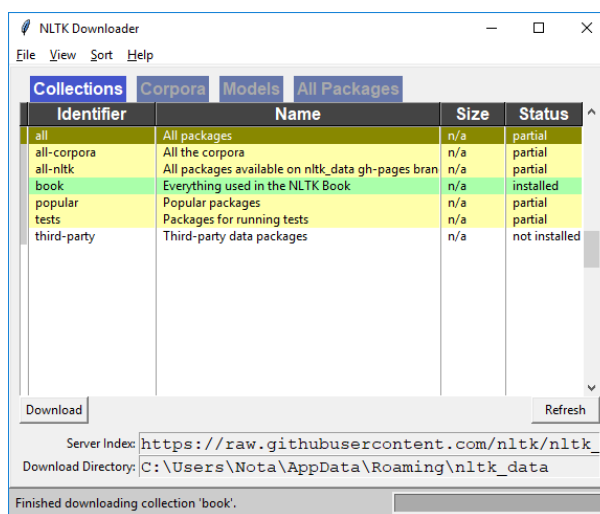 NLTK Downloader
File View Sort Help
Collections Corpora Models All Packages
Identifier Name Size Status
all All packages n/a partial
all-corpora All the corpora n/a partial
all-nltk All packages available on nltk_data gh-pages bran n/a partial
book Everything used in the NLTK Book n/a installed
popular Popular packages n/a partial
tests Packages for running tests n/a partial
third-party Third-party data packages n/a not installed
Download Refresh
Server Index: https://raw.githubusercontent.com/nltk/nltk_
Download Directory: C:\Users\Nota\AppData\Roaming\nltk_data
Finished downloading collection 'book'.